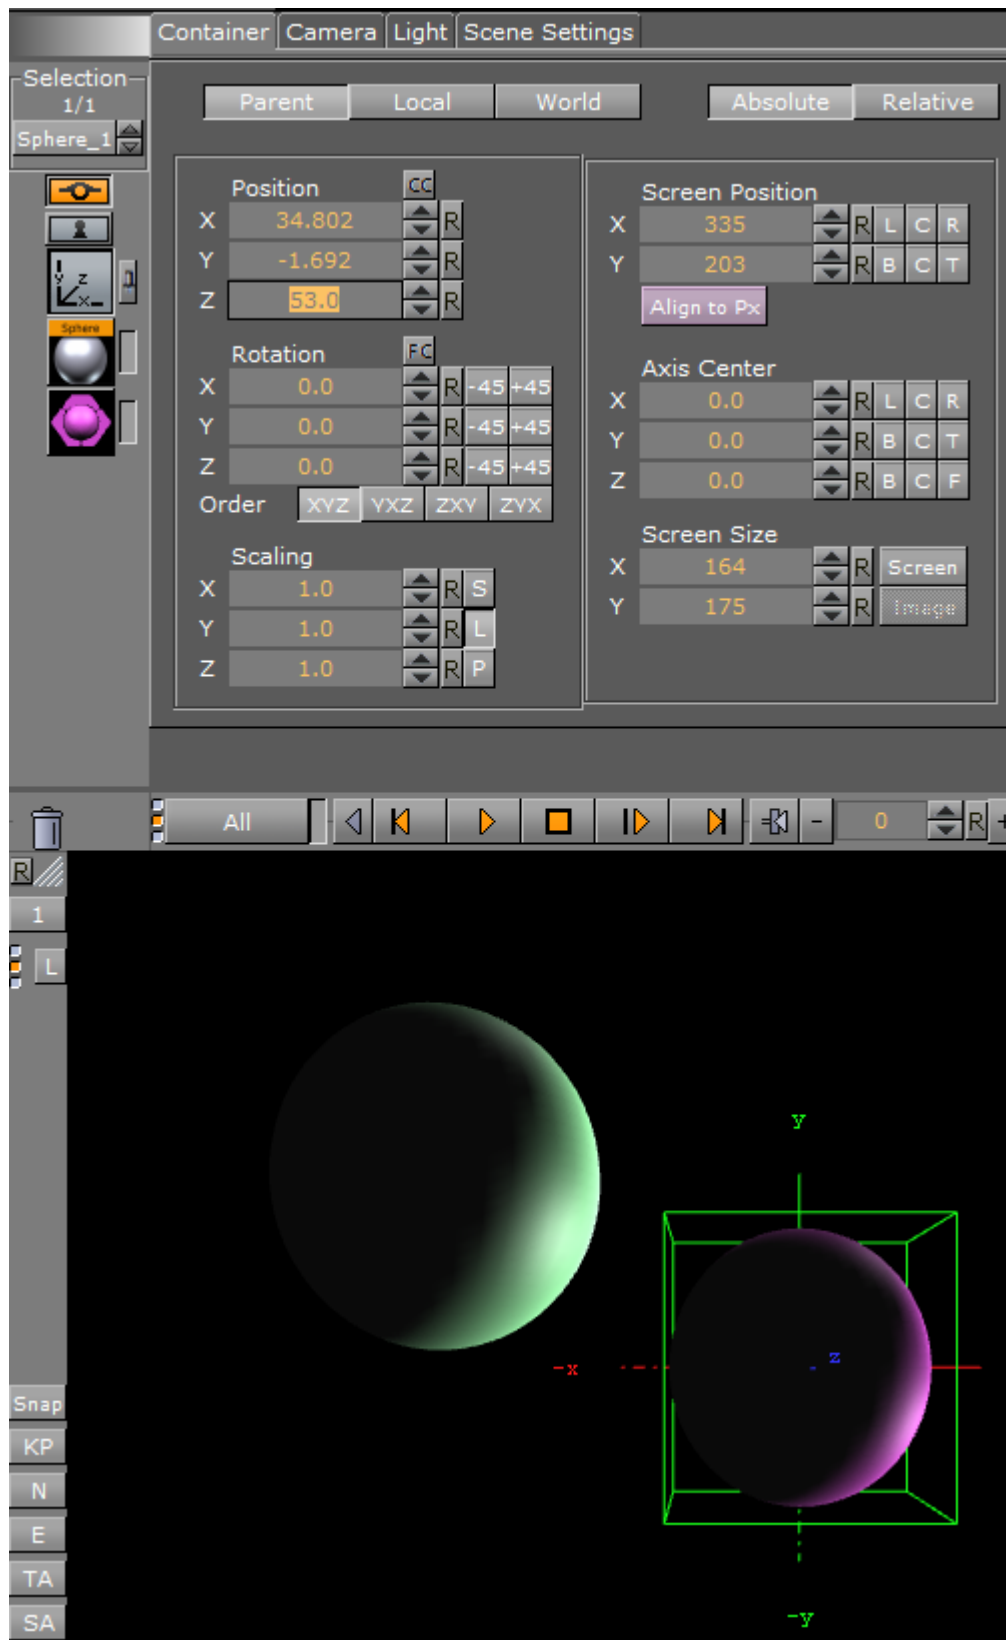 Container Camera Light Scene Settings
Selection
1/1
Sphere_1
Parent Local World Absolute Relative
Position CC
X 34.802 R
Y -1.692 R
Z 53.0 R
Rotation FC
X 0.0 R -45 +45
Y 0.0 R -45 +45
Z 0.0 R -45 +45
Order XYZ YXZ ZXY ZYX
Scaling
X 1.0 R S
Y 1.0 R L
Z 1.0 R P
Screen Position
X 335 R L C R
Y 203 R B C T
Align to Px
Axis Center
X 0.0 R L C R
Y 0.0 R B C T
Z 0.0 R B C F
Screen Size
X 164 R Screen
Y 175 R Image
y z
x
Sphere
All - 0 R +
R
1
L
Snap
KP
N
E
TA
SA
y
-x
z
-y